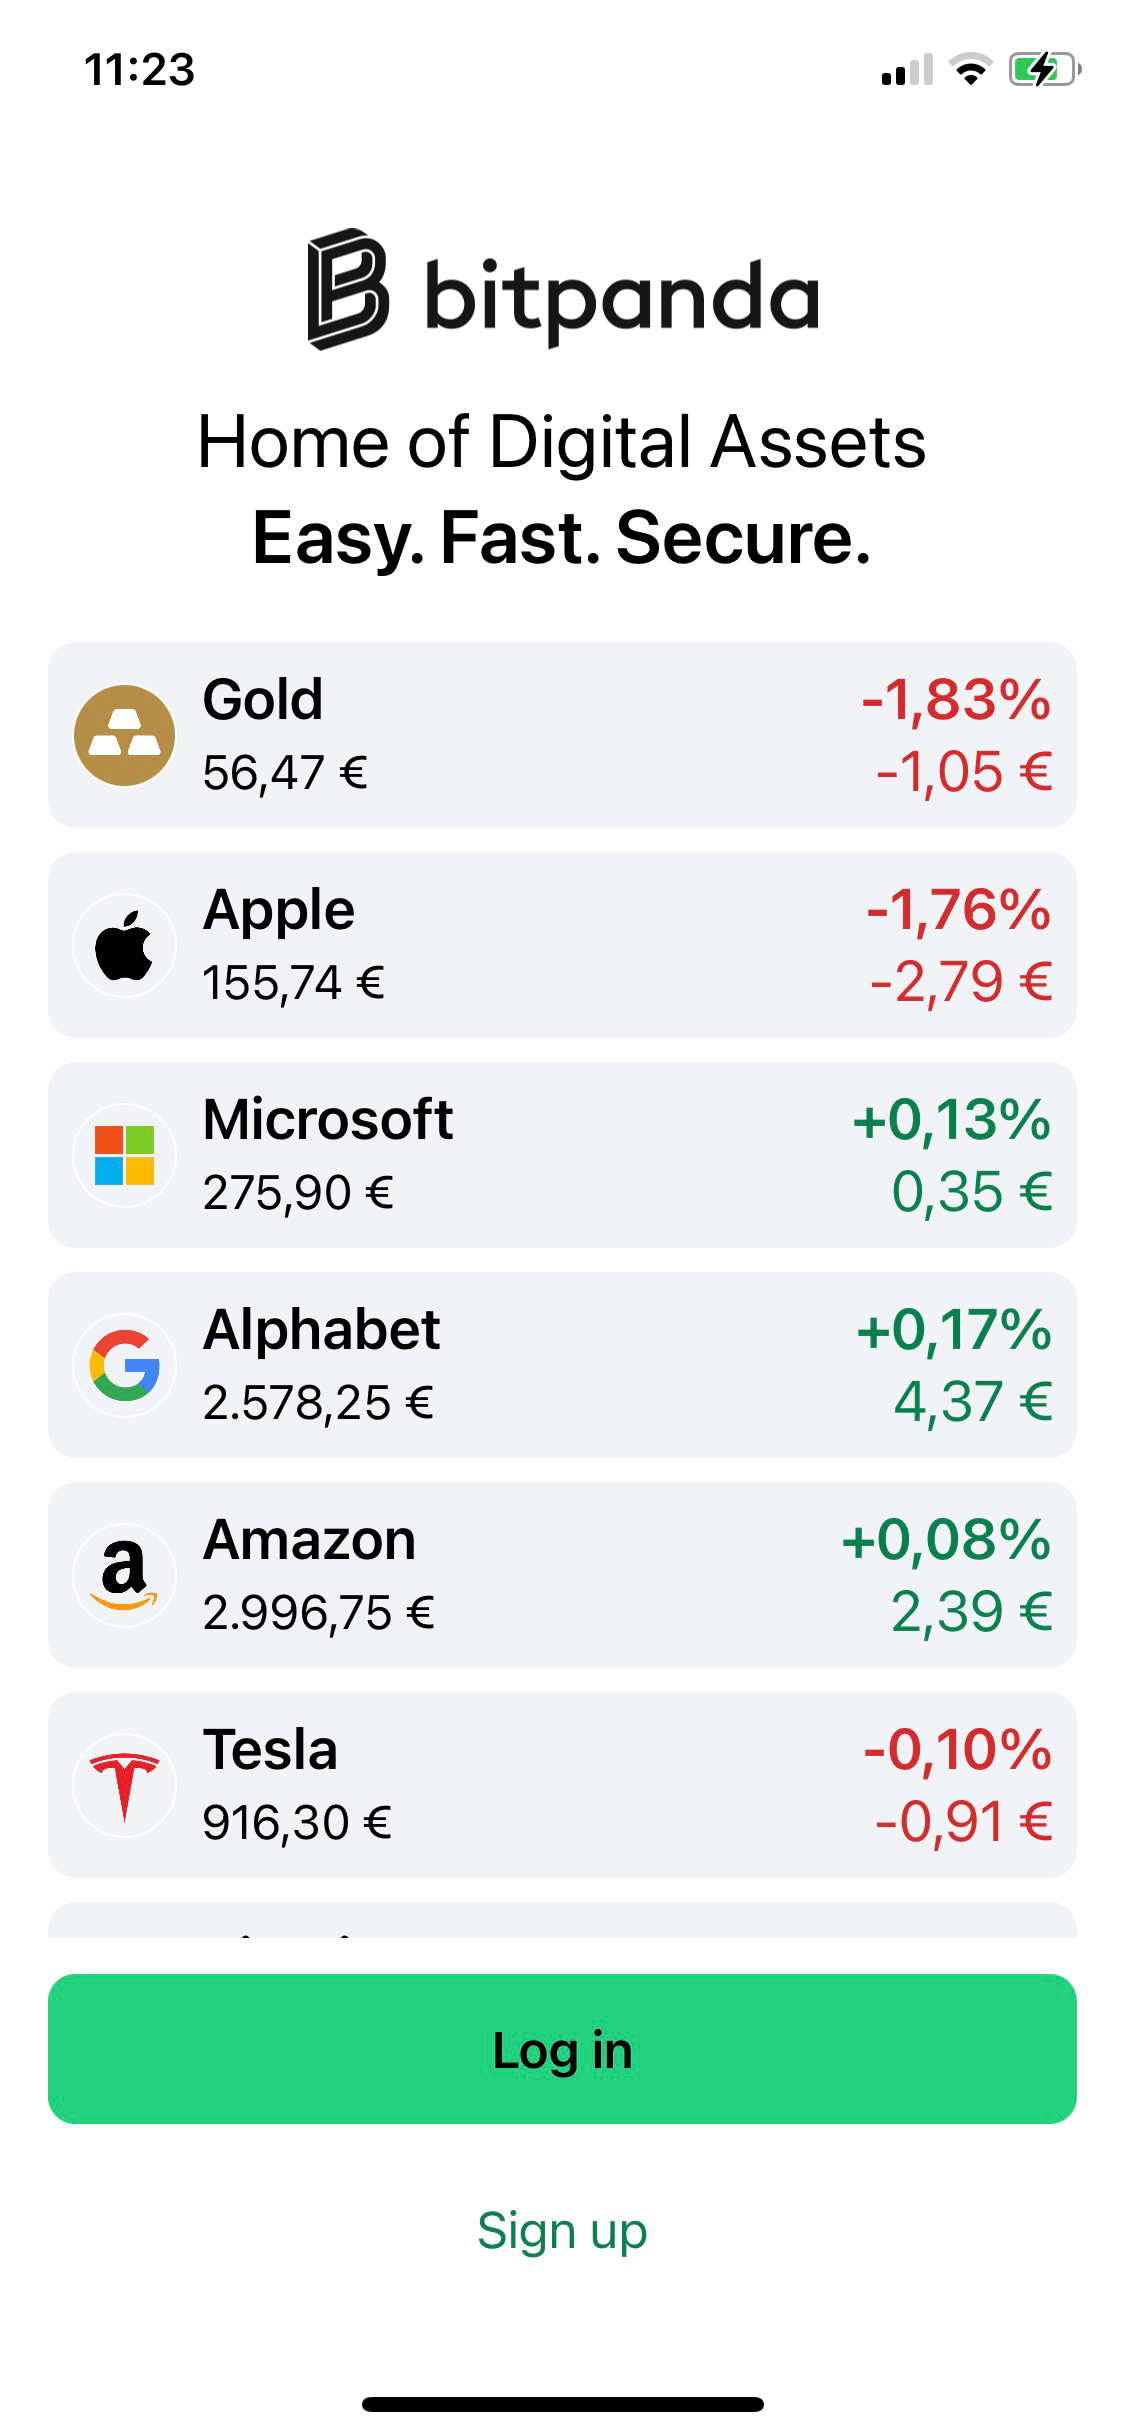 11:23
bitpanda
Home of Digital Assets
Easy. Fast. Secure.
Gold
-1,83%
56,47 €
-1,05 €
Apple
-1,76%
155,74 €
-2,79 €
Microsoft
+0,13%
275,90 €
0,35 €
Alphabet
+0,17%
2.578,25 €
4,37 €
Amazon
+0,08%
2.996,75 €
2,39 €
Tesla
-0,10%
916,30 €
-0,91 €
Log in
Sign up